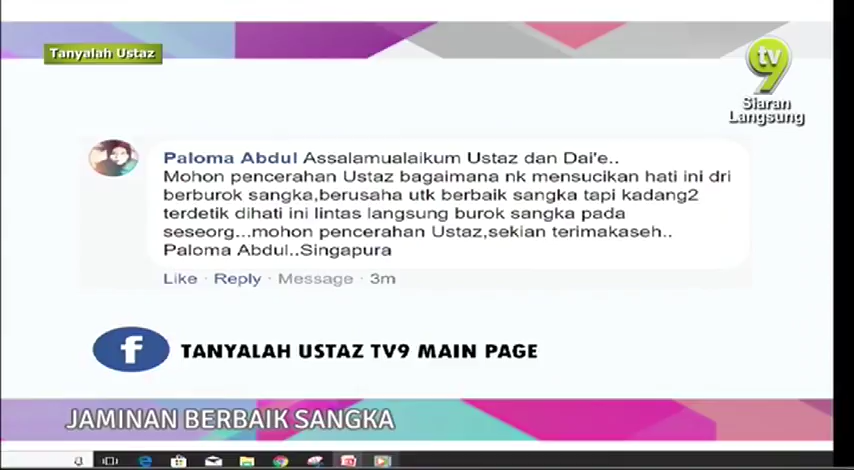 Tanyalah Ustaz
tv
9
Siaran
Langsung
Paloma Abdul Assalamualaikum Ustaz dan Dai'e..
Mohon pencerahan Ustaz bagaimana nk mensucikan hati ini dri
berburok sangka,berusaha utk berbaik sangka tapi kadang2
terdetik dihati ini lintas langsung burok sangka pada
seseorg...mohon pencerahan Ustaz,sekian terimakaseh..
Paloma Abdul..Singapura
Like · Reply · Message · 3m
f TANYALAH USTAZ TV9 MAIN PAGE
JAMINAN BERBAIK SANGKA